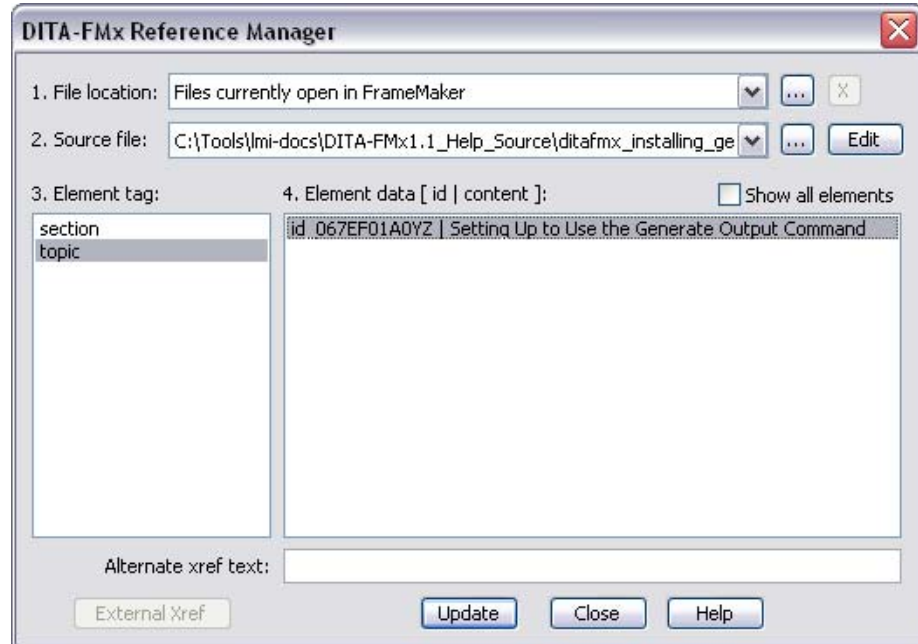 DITA-FMx Reference Manager
1. File location: Files currently open in FrameMaker ... X
2. Source file: C:\Tools\lmi-docs\DITA-FMx1.1_Help_Source\ditafmx_installing_ge ... Edit
3. Element tag: 4. Element data [ id | content ]: Show all elements
section id_067EF01A0YZ | Setting Up to Use the Generate Output Command
topic
Alternate xref text:
External Xref Update Close Help